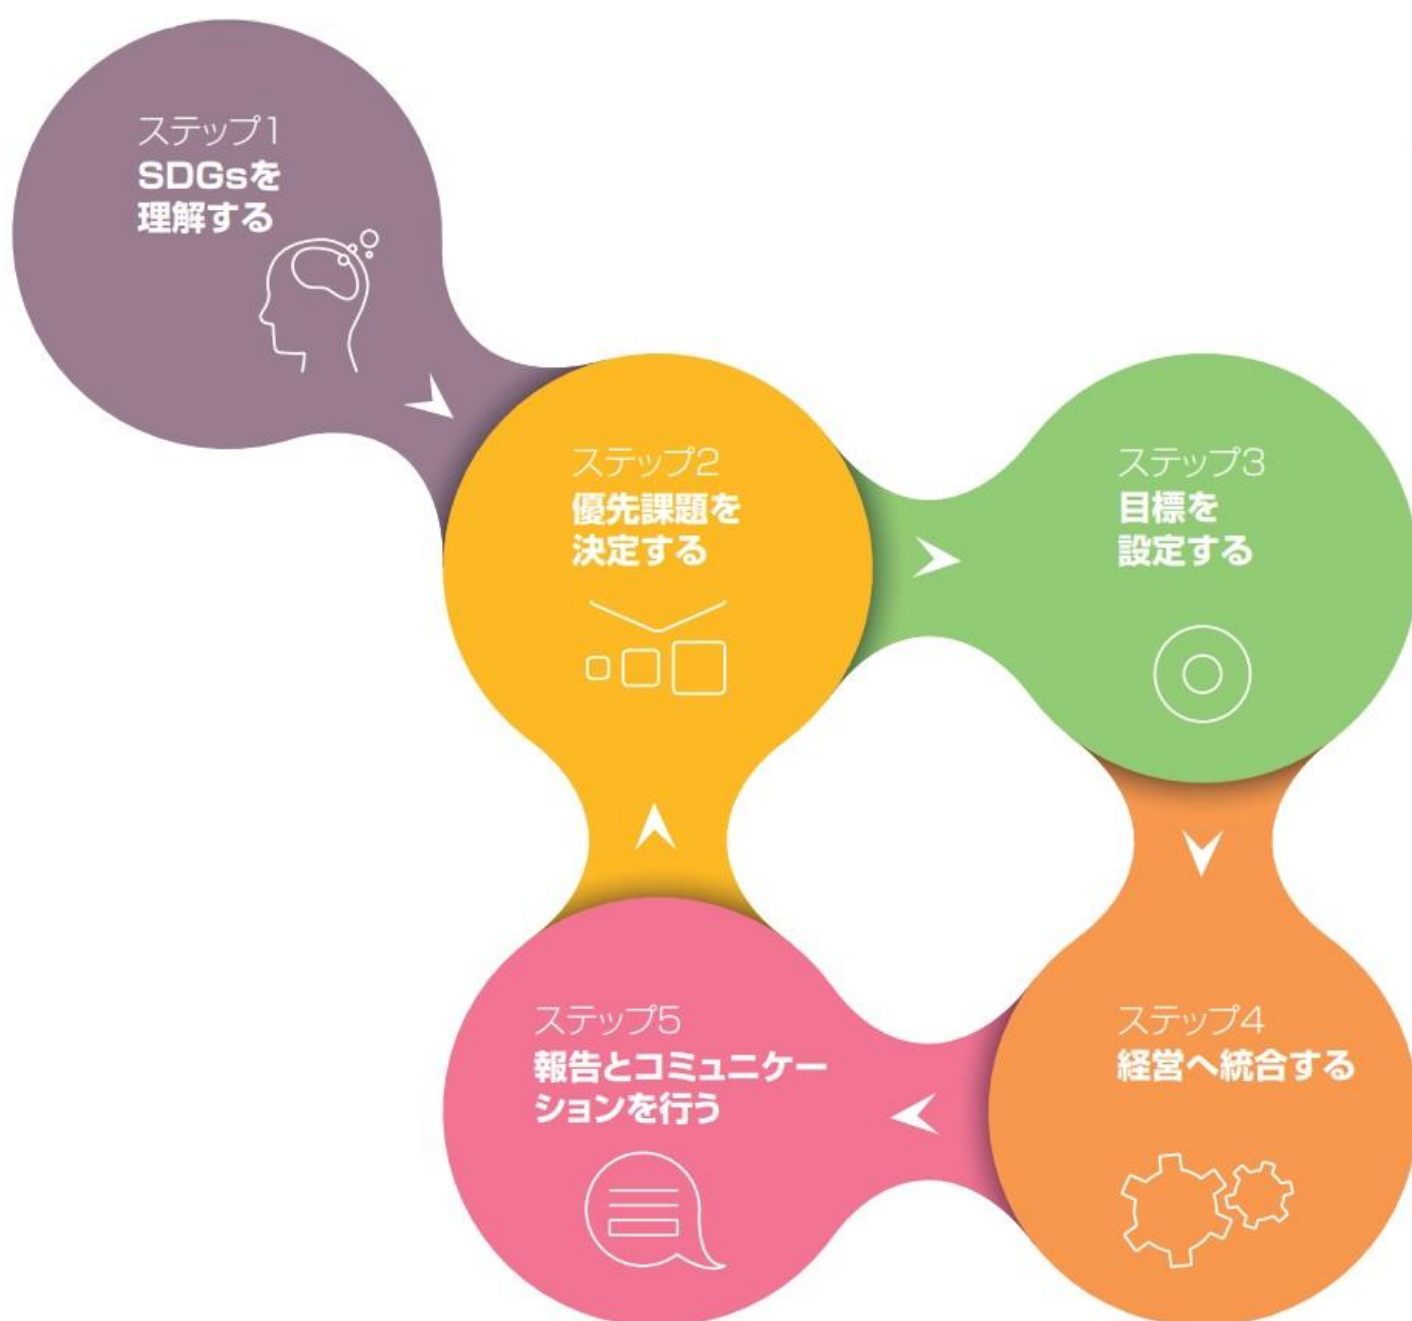 ステップ1
SDGsを
理解する
ステップ2
優先課題を
決定する
ステップ3
目標を
設定する
ステップ4
経営へ統合する
ステップ5
報告とコミュニケー
ションを行う